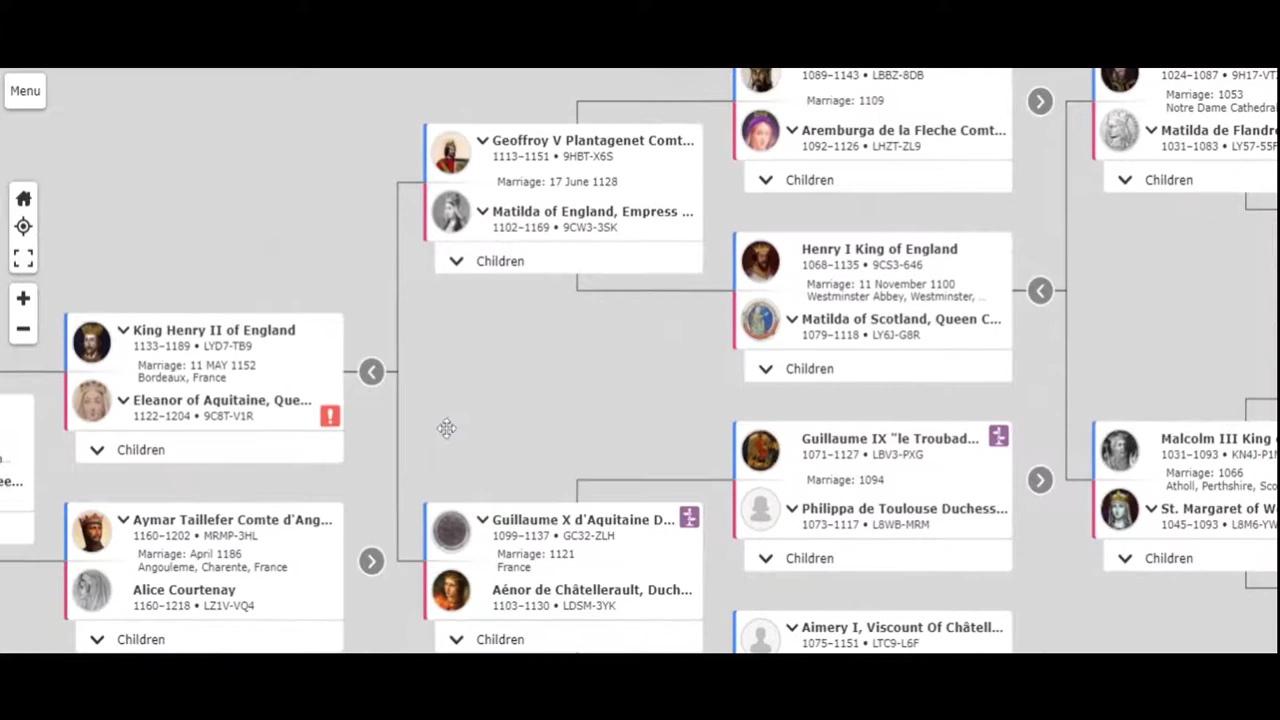 Menu
King Henry II of England
1133-1189 • LYD7-TB9
Marriage: 11 MAY 1152
Bordeaux, France
Eleanor of Aquitaine, Que...
1122-1204 • 9C8T-V1R
Children
Aymar Taillefer Comte d'Ang...
1160-1202 • MRMP-3HL
Marriage: April 1186
Angouleme, Charente, France
Alice Courtenay
1160-1218 • LZ1V-VQ4
Children
Geoffroy V Plantagenet Comt...
1113-1151 • 9HBT-X6S
Marriage: 17 June 1128
Matilda of England, Empress ...
1102-1169 • 9CW3-3SK
Children
Guillaume X d'Aquitaine D...
1099-1137 • GC32-ZLH
Marriage: 1121
France
Aénor de Châtellerault, Duch...
1103-1130 • LDSM-3YK
Children
1089-1143 • LBBZ-8DB
Marriage: 1109
Aremburga de la Fleche Comt...
1092-1126 • LHZT-ZL9
Children
Henry I King of England
1068-1135 • 9CS3-646
Marriage: 11 November 1100
Westminster Abbey, Westminster, ...
Matilda of Scotland, Queen C...
1079-1118 • LY6J-G8R
Children
Guillaume IX "le Troubad...
1071-1127 • LBV3-PXG
Marriage: 1094
Philippa de Toulouse Duchess...
1073-1117 • L8WB-MRM
Children
Aimery I, Viscount Of Châtell...
1075-1151 • LTC9-L6F
1024-1087 • 9H17-VT
Marriage: 1053
Notre Dame Cathedra
Matilda de Flandr
1031-1083 • LY57-55F
Children
Malcolm III King
1031-1093 • KN4J-P1
Marriage: 1066
Atholl, Perthshire, Sco
St. Margaret of W
1045-1093 • L8M6-YW
Children
ee...